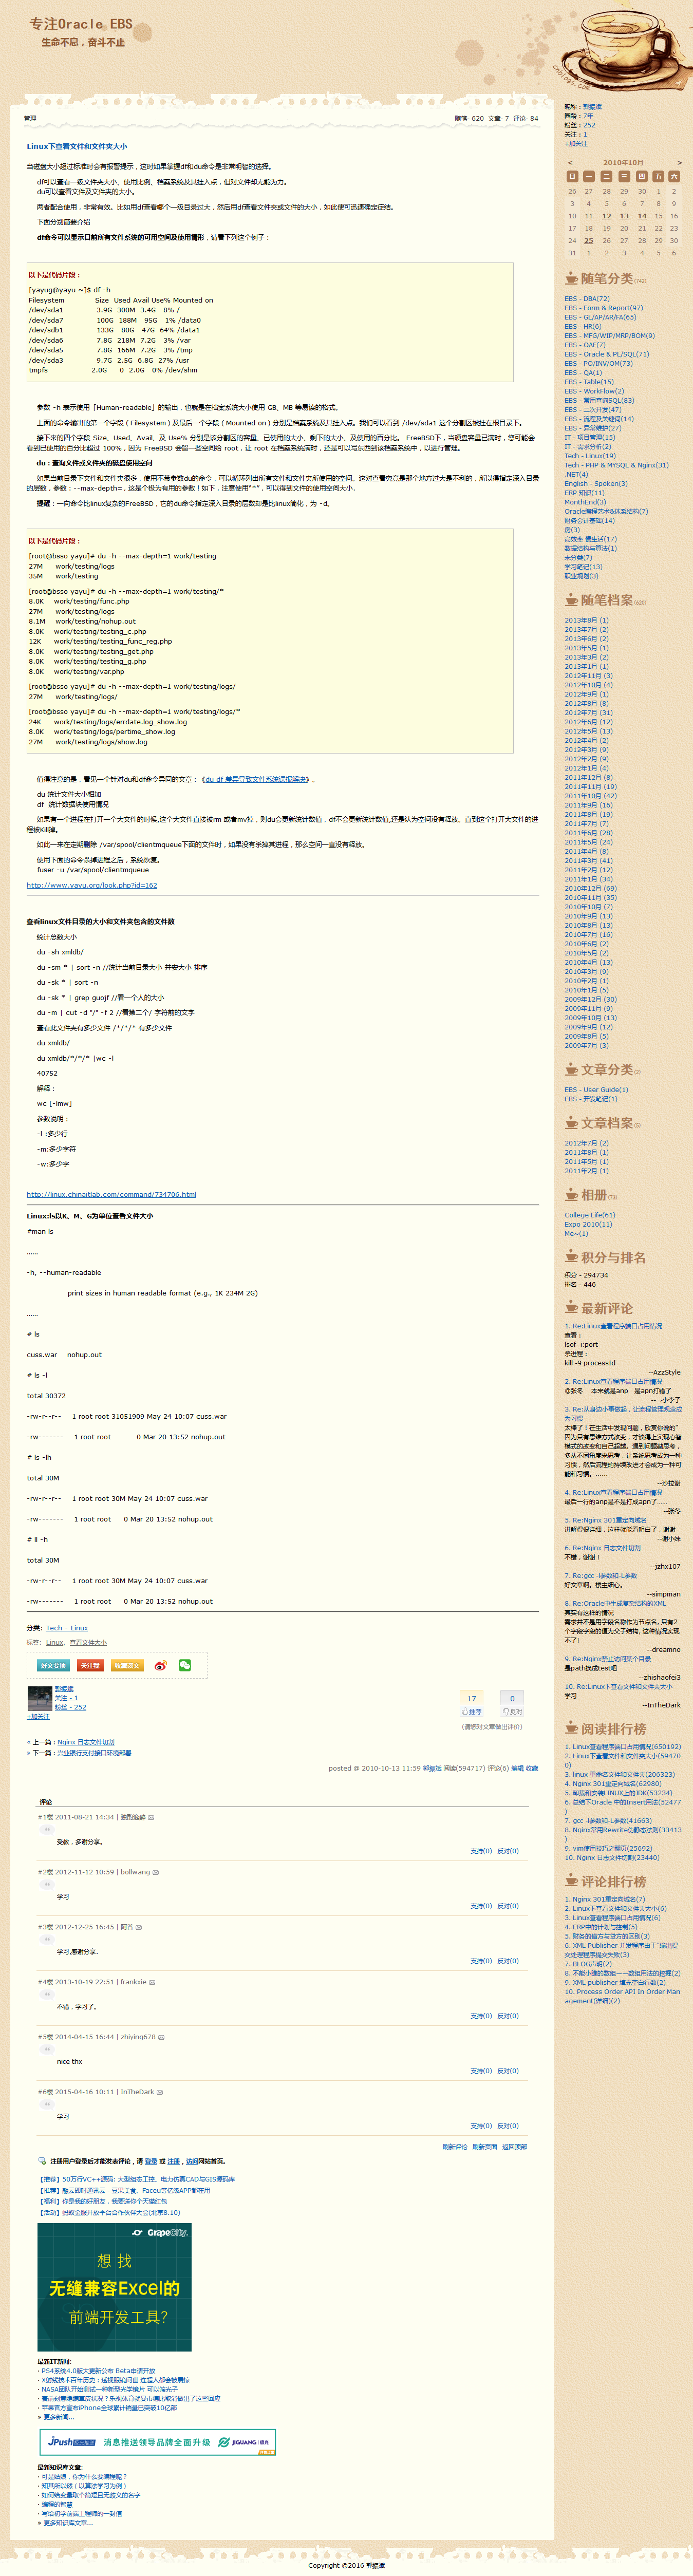 专注Oracle EBS
生命不息，奋斗不止
管理
随笔- 620  文章- 7  评论- 84
Linux下查看文件和文件夹大小
当磁盘大小超过标准时会有报警提示，这时如果掌握df和du命令是非常明智的选择。
df可以查看一级文件夹大小、使用比例、档案系统及其挂入点，但对文件却无能为力。
du可以查看文件及文件夹的大小。
两者配合使用，非常有效。比如用df查看哪个一级目录过大，然后用df查看文件夹或文件的大小，如此便可迅速确定症结。
下面分别简要介绍
df命令可以显示目前所有文件系统的可用空间及使用情形，请看下列这个例子：
以下是代码片段：
[yayug@yayu ~]$ df -h
Filesystem            Size  Used Avail Use% Mounted on
/dev/sda1             3.9G  300M  3.4G   8% /
/dev/sda7             100G  188M    95G    1% /data0
/dev/sdb1             133G    80G    47G  64% /data1
/dev/sda6             7.8G  218M  7.2G    3% /var
/dev/sda5             7.8G  166M  7.2G    3% /tmp
/dev/sda3             9.7G  2.5G  6.8G  27% /usr
tmpfs                 2.0G      0  2.0G    0% /dev/shm
参数 -h 表示使用「Human-readable」的输出，也就是在档案系统大小使用 GB、MB 等易读的格式。
上面的命令输出的第一个字段（Filesystem）及最后一个字段（Mounted on）分别是档案系统及其挂入点。我们可以看到 /dev/sda1 这个分割区被挂在根目录下。
接下来的四个字段 Size、Used、Avail、及 Use% 分别是该分割区的容量、已使用的大小、剩下的大小、及使用的百分比。 FreeBSD下，当硬盘容量已满时，您可能会
看到已使用的百分比超过 100%，因为 FreeBSD 会留一些空间给 root，让 root 在档案系统满时，还是可以写东西到该档案系统中，以进行管理。
du：查询文件或文件夹的磁盘使用空间
如果当前目录下文件和文件夹很多，使用不带参数du的命令，可以循环列出所有文件和文件夹所使用的空间。这对查看究竟是那个地方过大是不利的，所以得指定深入目录
的层数，参数：--max-depth=，这是个极为有用的参数！如下，注意使用“*”，可以得到文件的使用空间大小.
提醒：一向命令比linux复杂的FreeBSD，它的du命令指定深入目录的层数却是比linux简化，为 -d。
以下是代码片段：
[root@bsso yayu]# du -h --max-depth=1 work/testing
27M      work/testing/logs
35M      work/testing
[root@bsso yayu]# du -h --max-depth=1 work/testing/*
8.0K     work/testing/func.php
27M      work/testing/logs
8.1M     work/testing/nohup.out
8.0K     work/testing/testing_c.php
12K      work/testing/testing_func_reg.php
8.0K     work/testing/testing_get.php
8.0K     work/testing/testing_g.php
8.0K     work/testing/var.php
[root@bsso yayu]# du -h --max-depth=1 work/testing/logs/
27M      work/testing/logs/
[root@bsso yayu]# du -h --max-depth=1 work/testing/logs/*
24K      work/testing/logs/errdate.log_show.log
8.0K     work/testing/logs/pertime_show.log
27M      work/testing/logs/show.log
值得注意的是，看见一个针对du和df命令异同的文章：《du df 差异导致文件系统误报解决》。
du 统计文件大小相加
df  统计数据块使用情况
如果有一个进程在打开一个大文件的时候,这个大文件直接被rm 或者mv掉，则du会更新统计数值，df不会更新统计数值,还是认为空间没有释放。直到这个打开大文件的进
程被Kill掉。
如此一来在定期删除 /var/spool/clientmqueue下面的文件时，如果没有杀掉其进程，那么空间一直没有释放。
使用下面的命令杀掉进程之后，系统恢复。
fuser -u /var/spool/clientmqueue
http://www.yayu.org/look.php?id=162
查看linux文件目录的大小和文件夹包含的文件数
统计总数大小
du -sh xmldb/
du -sm * | sort -n //统计当前目录大小 并安大小 排序
du -sk * | sort -n
du -sk * | grep guojf //看一个人的大小
du -m | cut -d "/" -f 2 //看第二个/ 字符前的文字
查看此文件夹有多少文件 /*/*/* 有多少文件
du xmldb/
du xmldb/*/*/* |wc -l
40752
解释：
wc [-lmw]
参数说明：
-l :多少行
-m:多少字符
-w:多少字
http://linux.chinaitlab.com/command/734706.html
Linux:ls以K、M、G为单位查看文件大小
#man ls
……
-h, --human-readable
print sizes in human readable format (e.g., 1K 234M 2G)
……
# ls
cuss.war    nohup.out
# ls -l
total 30372
-rw-r--r--    1 root root 31051909 May 24 10:07 cuss.war
-rw-------    1 root root          0 Mar 20 13:52 nohup.out
# ls -lh
total 30M
-rw-r--r--    1 root root 30M May 24 10:07 cuss.war
-rw-------    1 root root     0 Mar 20 13:52 nohup.out
# ll -h
total 30M
-rw-r--r--    1 root root 30M May 24 10:07 cuss.war
-rw-------    1 root root     0 Mar 20 13:52 nohup.out
分类: Tech - Linux
标签: Linux, 查看文件大小
好文要顶 关注我 收藏该文
郭振斌
关注 - 1
粉丝 - 252
+加关注
17 推荐
0 反对
(请您对文章做出评价)
« 上一篇：Nginx 日志文件切割
» 下一篇：兴业银行支付接口环境部署
posted @ 2010-10-13 11:59 郭振斌 阅读(594717) 评论(6) 编辑 收藏
评论
#1楼 2011-08-21 14:34 | 独酌逸醉
受教，多谢分享。
支持(0) 反对(0)
#2楼 2012-11-12 10:59 | bollwang
学习
支持(0) 反对(0)
#3楼 2012-12-25 16:45 | 阿晋
学习,感谢分享.
支持(0) 反对(0)
#4楼 2013-10-19 22:51 | franksie
不错，学习了。
支持(0) 反对(0)
#5楼 2014-04-15 16:44 | zhiying678
nice thx
支持(0) 反对(0)
#6楼 2015-04-16 10:11 | InTheDark
学习
支持(0) 反对(0)
刷新评论 刷新页面 返回顶部
注册用户登录后才能发表评论，请 登录 或 注册，访问网站首页。
【推荐】50万行VC++源码: 大型组态工控、电力仿真CAD与GIS源码库
【推荐】融云即时通讯云－豆果美食、Faceu等亿级APP都在用
【福利】你是我的好朋友，我要送你个天猫红包
【活动】蚂蚁金服开放平台合作伙伴大会(北京8.10)
GrapeCity
想 找
无缝兼容Excel的
前端开发工具？
最新IT新闻:
· PS4系统4.0版大更新公布 Beta申请开放
· X射线技术百年历史：透视眼镜问世 连超人都会被震惊
· NASA团队开始测试一种新型光学镜片 可以筛光子
· 苹果官方宣布iPhone全球累计销量已突破10亿部
» 更多新闻...
JPush 消息推送领导品牌全面升级 JIGUANG | 极光
最新知识库文章:
· 可是姑娘，你为什么要编程呢？
· 知其所以然（以算法学习为例）
· 如何给变量取个简短且无歧义的名字
· 编程的智慧
· 写给初学前端工程师的一封信
» 更多知识库文章...
昵称：郭振斌
园龄：7年
粉丝：252
关注：1
+加关注
< 2010年10月 >
日 一 二 三 四 五 六
26 27 28 29 30 1 2
3 4 5 6 7 8 9
10 11 12 13 14 15 16
17 18 19 20 21 22 23
24 25 26 27 28 29 30
31 1 2 3 4 5 6
随笔分类(742)
EBS - DBA(72)
EBS - Form & Report(97)
EBS - GL/AP/AR/FA(65)
EBS - HR(6)
EBS - MFG/WIP/MRP/BOM(9)
EBS - OAF(7)
EBS - Oracle & PL/SQL(71)
EBS - PO/INV/OM(73)
EBS - QA(1)
EBS - Table(15)
EBS - WorkFlow(2)
EBS - 常用查询SQL(83)
EBS - 二次开发(47)
EBS - 流程及关键词(14)
EBS - 异常维护(27)
IT - 项目管理(15)
IT - 需求分析(2)
Tech - Linux(19)
Tech - PHP & MYSQL & Nginx(31)
.NET(4)
English - Spoken(3)
ERP 知识(11)
MonthEnd(3)
Oracle编程艺术&体系结构(7)
财务会计基础(14)
房(3)
高效率 慢生活(17)
数据结构与算法(1)
未分类(7)
学习笔记(13)
职业规划(3)
随笔档案(620)
2013年8月 (1)
2013年7月 (2)
2013年6月 (2)
2013年5月 (1)
2013年3月 (2)
2013年1月 (1)
2012年11月 (3)
2012年10月 (4)
2012年9月 (1)
2012年8月 (8)
2012年7月 (31)
2012年6月 (12)
2012年5月 (13)
2012年4月 (2)
2012年3月 (9)
2012年2月 (9)
2012年1月 (4)
2011年12月 (8)
2011年11月 (19)
2011年10月 (42)
2011年9月 (16)
2011年8月 (19)
2011年7月 (7)
2011年6月 (28)
2011年5月 (24)
2011年4月 (8)
2011年3月 (41)
2011年2月 (12)
2011年1月 (34)
2010年12月 (69)
2010年11月 (35)
2010年10月 (7)
2010年9月 (13)
2010年8月 (13)
2010年7月 (16)
2010年6月 (2)
2010年5月 (2)
2010年4月 (13)
2010年3月 (9)
2010年2月 (1)
2010年1月 (5)
2009年12月 (30)
2009年11月 (9)
2009年10月 (13)
2009年9月 (12)
2009年8月 (5)
2009年7月 (3)
文章分类(2)
EBS - User Guide(1)
EBS - 开发笔记(1)
文章档案(5)
2012年7月 (2)
2011年8月 (1)
2011年5月 (1)
2011年2月 (1)
相册(73)
College Life(61)
Expo 2010(11)
Me~(1)
积分与排名
积分 - 294734
排名 - 446
最新评论
1. Re:Linux查看程序端口占用情况
查看：
lsof -i:port
杀进程：
kill -9 processId
--AzzStyle
2. Re:Linux查看程序端口占用情况
@张冬 本来就是anp 是apn打错了
--→小李子
3. Re:从身边小事做起，让流程管理观念成
为习惯
太棒了！在生活中发现问题，欣赏你说的“
因为只有思维方式改变，才谈得上实现心智
模式的改变和自己超越。遇到问题勤思考，
多从不同角度来思考，让系统思考成为一种
习惯，然后流程的持续改进才会成为一种可
能和习惯。......
--沙拉谢
4. Re:Linux查看程序端口占用情况
最后一行的anp是不是打成apn了……
--张冬
5. Re:Nginx 301重定向域名
讲解得很详细，这样就能看明白了，谢谢
--谢小妹
6. Re:Nginx 日志文件切割
不错，谢谢！
--jzhx107
7. Re:gcc -l参数和-L参数
好文章啊。楼主细心。
--simpman
8. Re:Oracle中生成复杂结构的XML
其实有这样的情况
需求并不是用字段名称作为节点名, 只有2
个字段字段的值为父子结构, 这种情况实现
不了!
--dreamno
9. Re:Nginx禁止访问某个目录
是path换成test吧
--zhishaofei3
10. Re:Linux下查看文件和文件夹大小
学习
--InTheDark
阅读排行榜
1. Linux查看程序端口占用情况(650192)
2. Linux下查看文件和文件夹大小(59470
0)
3. linux 重命名文件和文件夹(206323)
4. Nginx 301重定向域名(62980)
5. 卸载和安装LINUX上的JDK(53234)
6. 总结下Oracle 中的Insert用法(52477
)
7. gcc -l参数和-L参数(41663)
8. Nginx常用Rewrite伪静态法则(33413
)
9. vim使用技巧之翻页(25692)
10. Nginx 日志文件切割(23440)
评论排行榜
1. Nginx 301重定向域名(7)
2. Linux下查看文件和文件夹大小(6)
3. Linux查看程序端口占用情况(6)
4. ERP中的计划与控制(5)
5. 财务的借方与贷方的区别(3)
6. XML Publisher 开发程序由于“输出提
交处理程序提交失败(3)
7. BLOG声明(2)
8. 不能小瞧的数组——数组用法的挖掘(2)
9. XML publisher 填充空白行数(2)
10. Process Order API In Order Man
agement(详细)(2)
Copyright ©2016 郭振斌